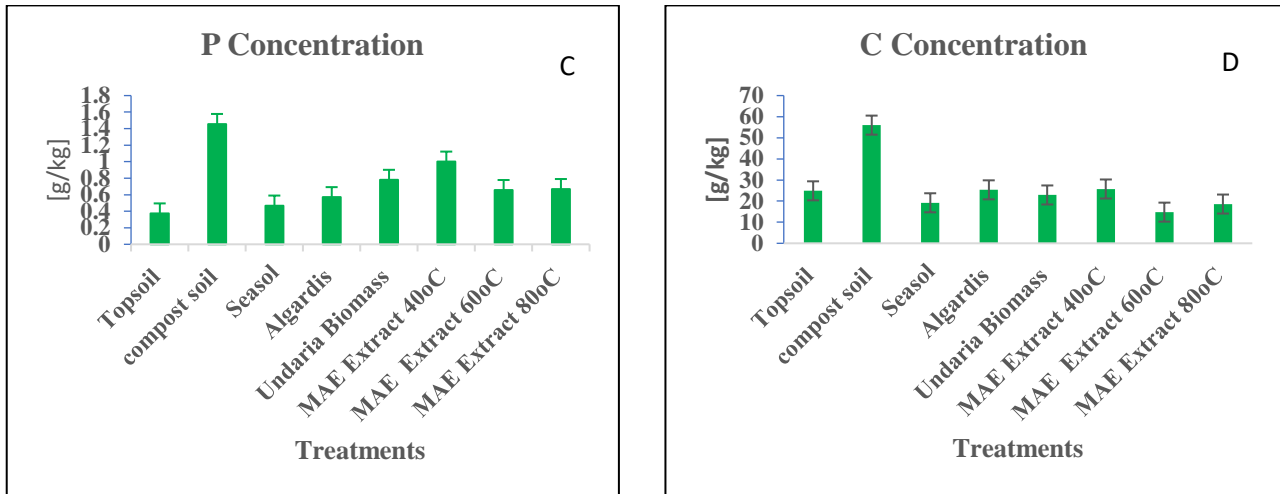 P Concentration
C
[g/kg]
1.8
1.6
1.4
1.2
1
0.8
0.6
0.4
0.2
0
Topsoil
compost soil
Seasol
Algardis
Undaria Biomass
MAE Extract 40oC
MAE Extract 60oC
MAE Extract 80oC
Treatments
C Concentration
D
[g/kg]
70
60
50
40
30
20
10
0
Topsoil
compost soil
Seasol
Algardis
Undaria Biomass
MAE Extract 40oC
MAE Extract 60oC
MAE Extract 80oC
Treatments